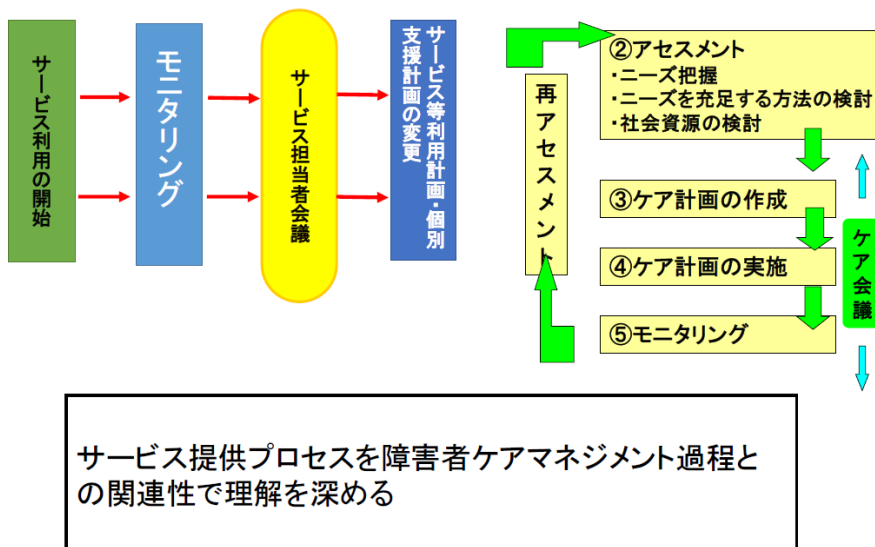 サービス利用の開始
モニタリング
サービス担当者会議
サービス等利用計画・個別
支援計画の変更
再アセスメント
②アセスメント
・ニーズ把握
・ニーズを充足する方法の検討
・社会資源の検討
③ケア計画の作成
④ケア計画の実施
⑤モニタリング
ケア会議
サービス提供プロセスを障害者ケアマネジメント過程と
の関連性で理解を深める